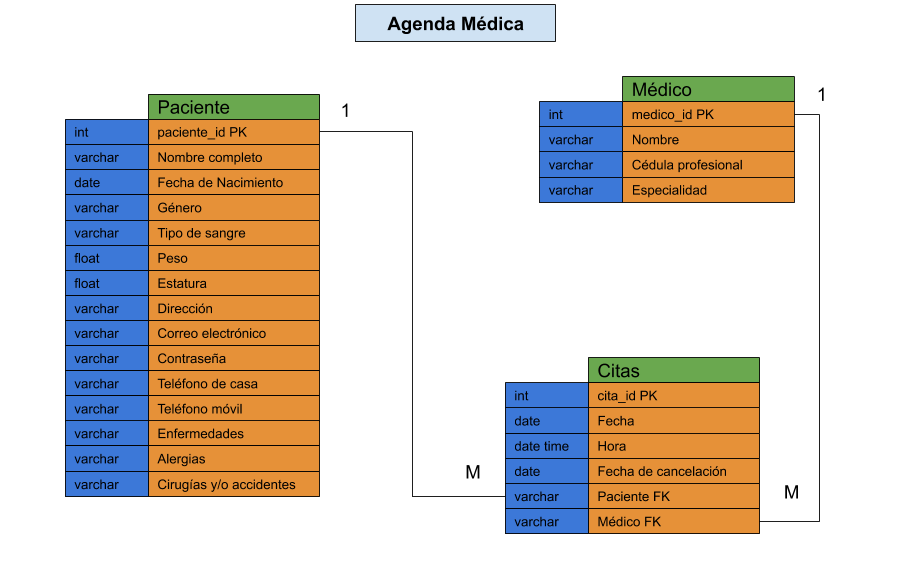 Agenda Médica
Paciente
1
int paciente_id PK
varchar Nombre completo
date Fecha de Nacimiento
varchar Género
varchar Tipo de sangre
float Peso
float Estatura
varchar Dirección
varchar Correo electrónico
varchar Contraseña
varchar Teléfono de casa
varchar Teléfono móvil
varchar Enfermedades
varchar Alergias
varchar Cirugías y/o accidentes
Médico
1
int medico_id PK
varchar Nombre
varchar Cédula profesional
varchar Especialidad
Citas
int cita_id PK
date Fecha
date time Hora
date Fecha de cancelación
varchar Paciente FK
varchar Médico FK
M
M